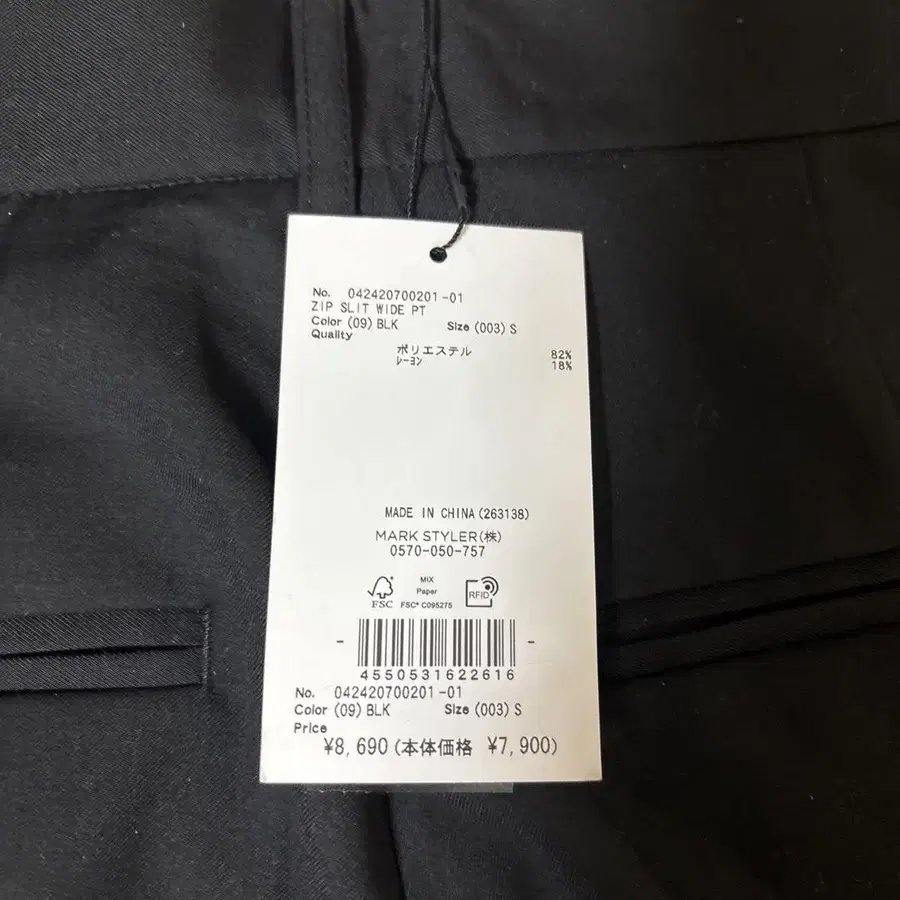 No. 042420700201-01
ZIP SLIT WIDE PT
Color (09) BLK Size (003) S
Quality
ポリエステル 82%
ﾚｰﾖﾝ 18%
MADE IN CHINA (263138)
MARK STYLER(株)
0570-050-757
MIX
Paper
FSC FSC® C095275
RFID
4550531622616
No. 042420700201-01
Color (09) BLK Size (003) S
Price
¥8,690 (本体価格 ¥7,900)